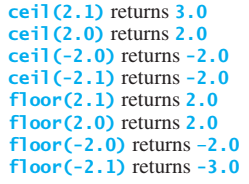 ceil(2.1) returns 3.0
ceil(2.0) returns 2.0
ceil(-2.0) returns -2.0
ceil(-2.1) returns -2.0
floor(2.1) returns 2.0
floor(2.0) returns 2.0
floor(-2.0) returns –2.0
floor(-2.1) returns -3.0